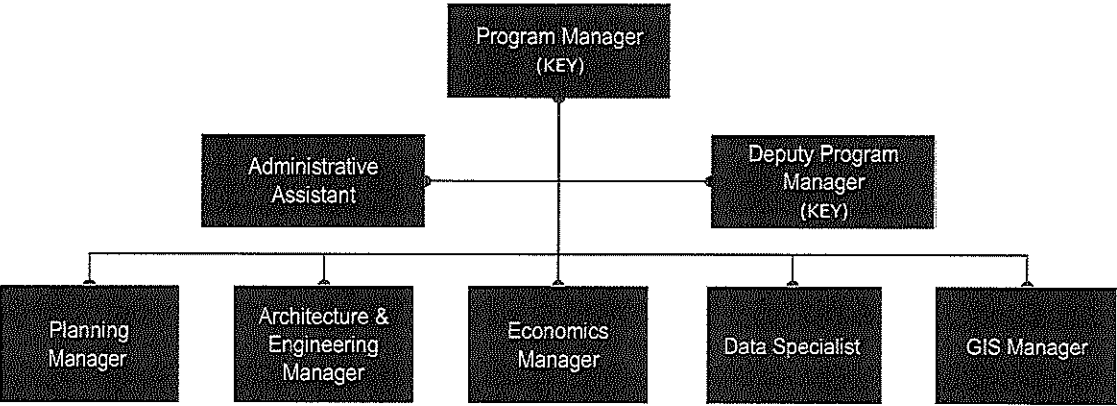 Program Manager
(KEY)
Administrative
Assistant
Deputy Program
Manager
(KEY)
Planning
Manager
Architecture &
Engineering
Manager
Economics
Manager
Data Specialist
GIS Manager